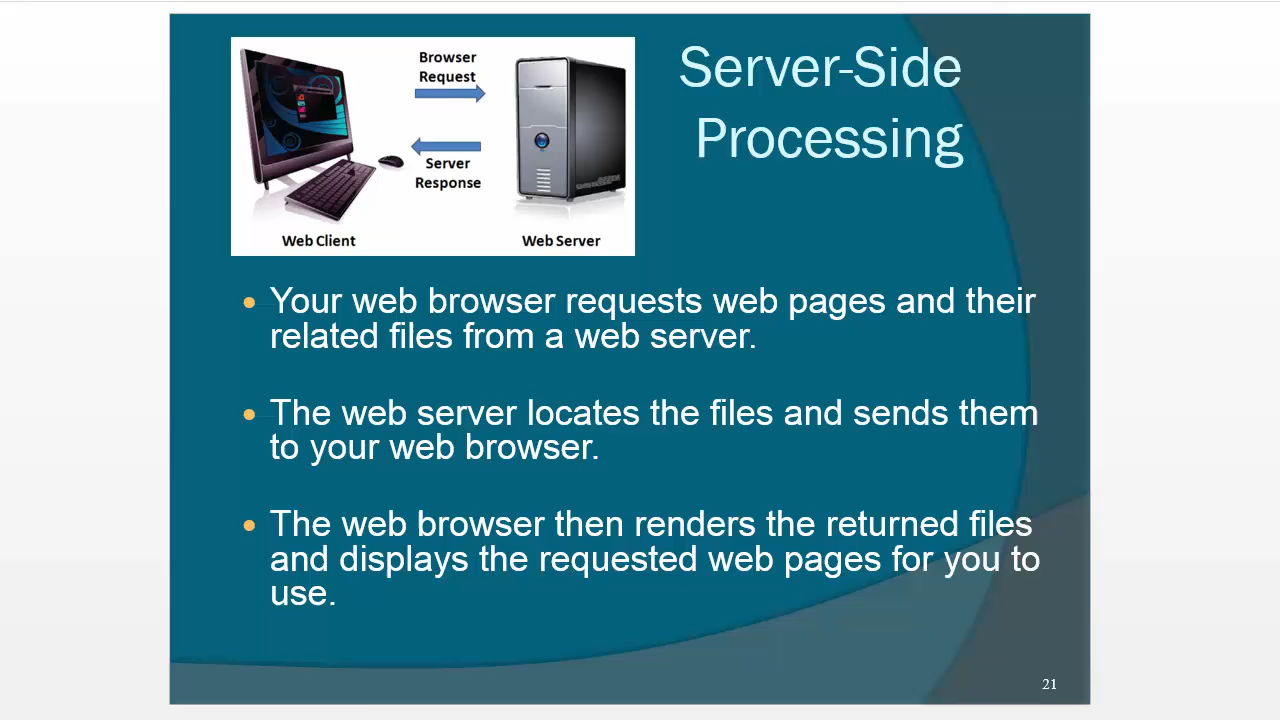 Server-Side
Processing
Browser
Request
Server
Response
Web Client
Web Server
• Your web browser requests web pages and their
related files from a web server.
• The web server locates the files and sends them
to your web browser.
• The web browser then renders the returned files
and displays the requested web pages for you to
use.
21